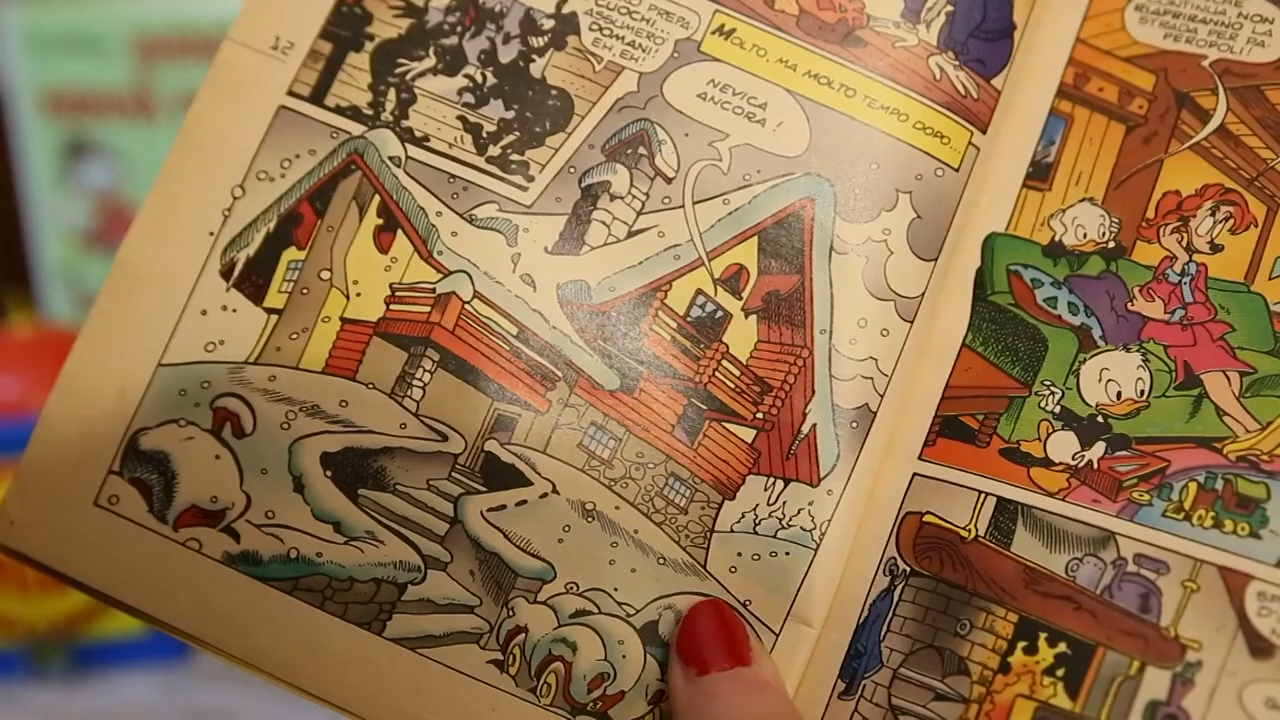 12
PREPA-
CUOCHI...
ASSUMERÒ
DOMANI!
EH, EH!
MOLTO, MA MOLTO TEMPO DOPO...
NEVICA
ANCORA!
CONTINUA
NON
RIAPRIRANNO LA
STRADA PER PA-
PEROPOLI!